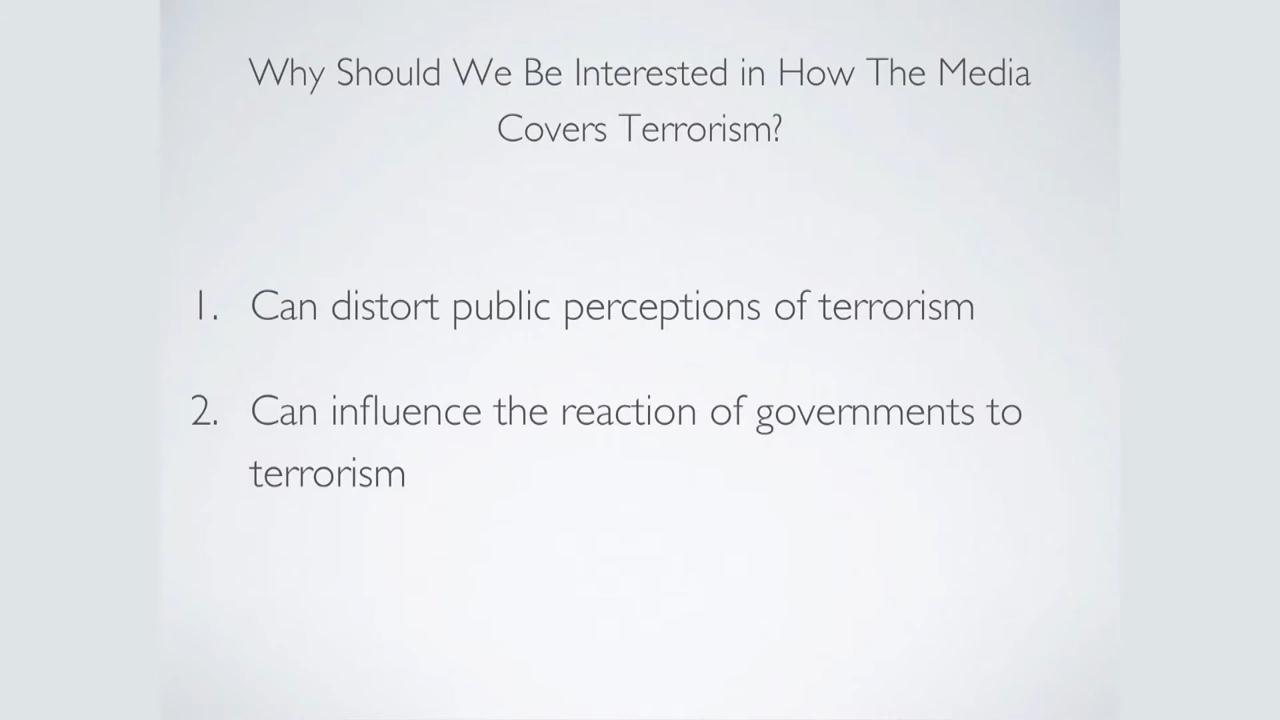 Why Should We Be Interested in How The Media
Covers Terrorism?
1. Can distort public perceptions of terrorism
2. Can influence the reaction of governments to
terrorism